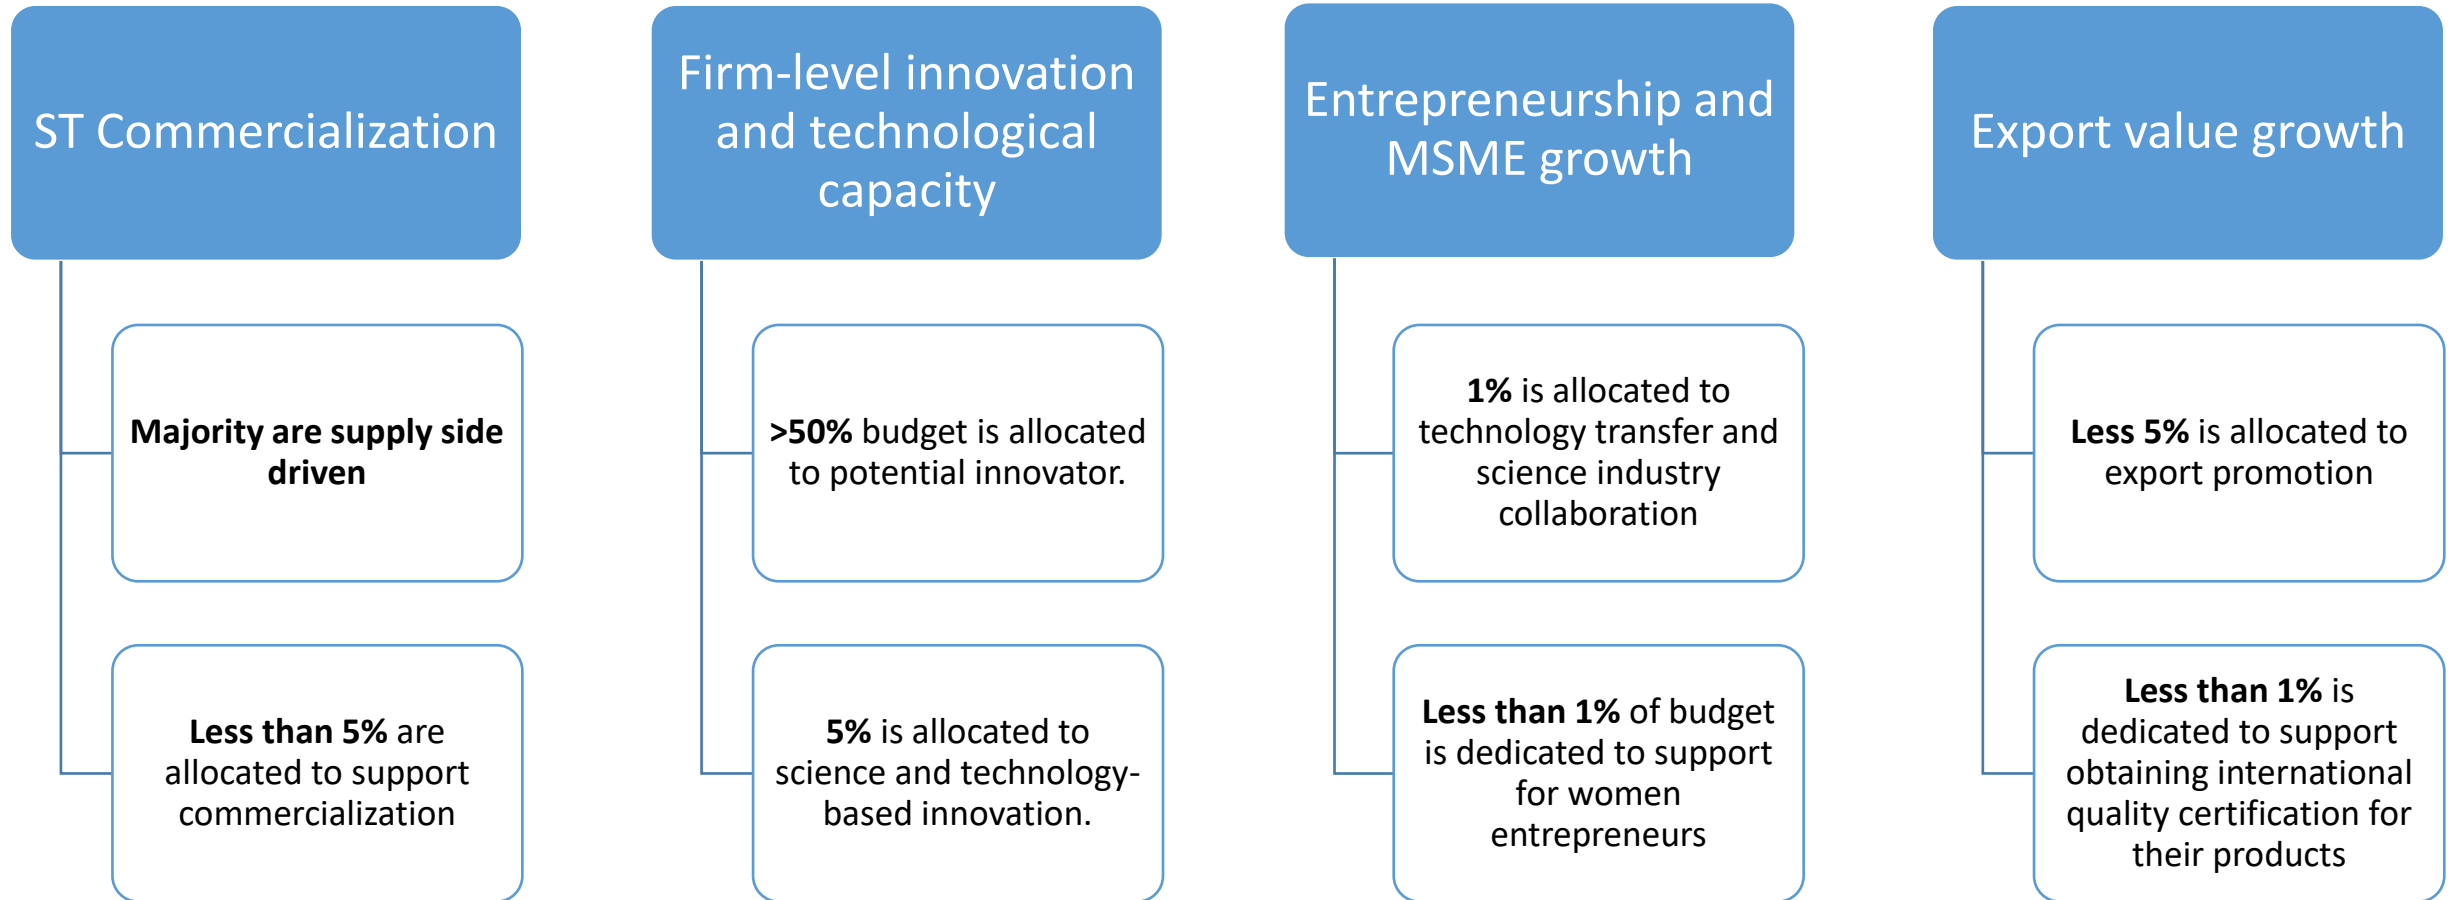 ST Commercialization
Majority are supply side
driven
Less than 5% are
allocated to support
commercialization
Firm-level innovation
and technological
capacity
>50% budget is allocated
to potential innovator.
5% is allocated to
science and technology-
based innovation.
Entrepreneurship and
MSME growth
1% is allocated to
technology transfer and
science industry
collaboration
Less than 1% of budget
is dedicated to support
for women
entrepreneurs
Export value growth
Less 5% is allocated to
export promotion
Less than 1% is
dedicated to support
obtaining international
quality certification for
their products